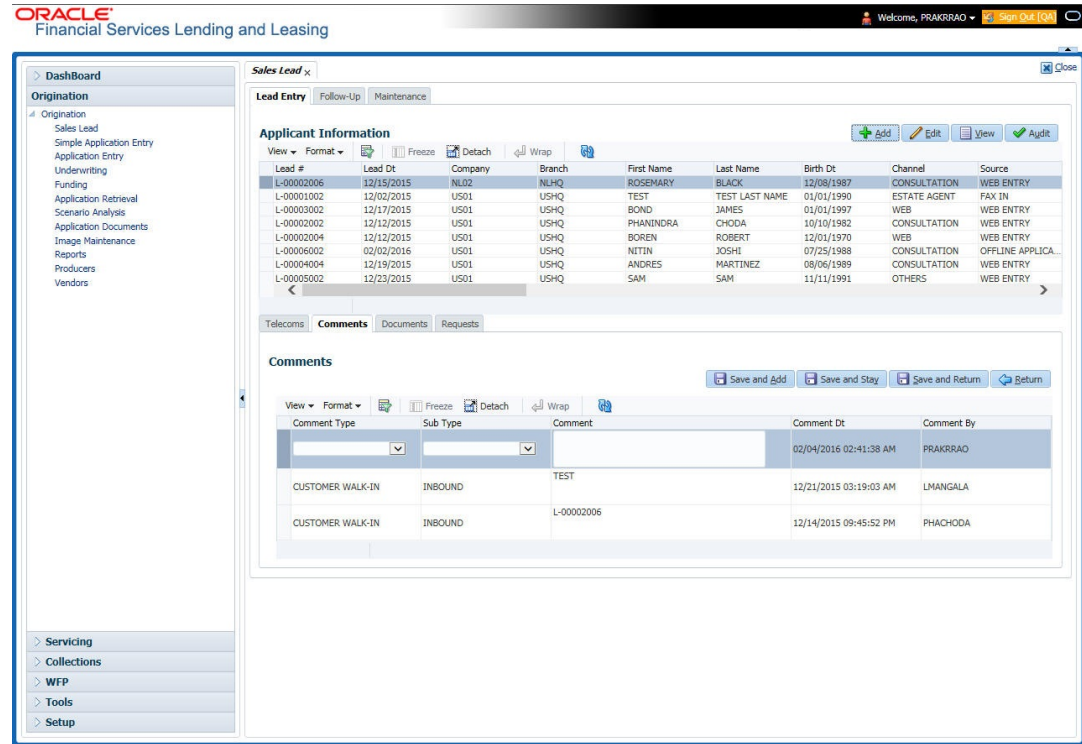 ORACLE
Financial Services Lending and Leasing
Welcome, PRAKRRAO
Sign Out [QA]
DashBoard
Origination
Origination
Sales Lead
Simple Application Entry
Application Entry
Underwriting
Funding
Application Retrieval
Scenario Analysis
Application Documents
Image Maintenance
Reports
Producers
Vendors
Servicing
Collections
WFP
Tools
Setup
Sales Lead x
Close
Lead Entry Follow-Up Maintenance
Applicant Information
Add Edit View Audit
View Format Freeze Detach Wrap
Lead # Lead Dt Company Branch First Name Last Name Birth Dt Channel Source
L-00002006 12/15/2015 NL02 NLHQ ROSEMARY BLACK 12/08/1987 CONSULTATION WEB ENTRY
L-00001002 12/02/2015 US01 USHQ TEST TEST LAST NAME 01/01/1990 ESTATE AGENT FAX IN
L-00003002 12/17/2015 US01 USHQ BOND JAMES 01/01/1997 WEB WEB ENTRY
L-00002002 12/12/2015 US01 USHQ PHANINDRA CHODA 10/10/1982 CONSULTATION WEB ENTRY
L-00002004 12/12/2015 US01 USHQ BOREN ROBERT 12/01/1970 WEB WEB ENTRY
L-00006002 02/02/2016 US01 USHQ NITIN JOSHI 07/25/1988 CONSULTATION OFFLINE APPLICA...
L-00004004 12/19/2015 US01 USHQ ANDRES MARTINEZ 08/06/1989 CONSULTATION WEB ENTRY
L-00005002 12/23/2015 US01 USHQ SAM SAM 11/11/1991 OTHERS WEB ENTRY
Telecoms Comments Documents Requests
Comments
Save and Add Save and Stay Save and Return Return
View Format Freeze Detach Wrap
Comment Type Sub Type Comment Comment Dt Comment By
02/04/2016 02:41:38 AM PRAKRRAO
CUSTOMER WALK-IN INBOUND TEST 12/21/2015 03:19:03 AM LMANGALA
CUSTOMER WALK-IN INBOUND L-00002006 12/14/2015 09:45:52 PM PHACHODA